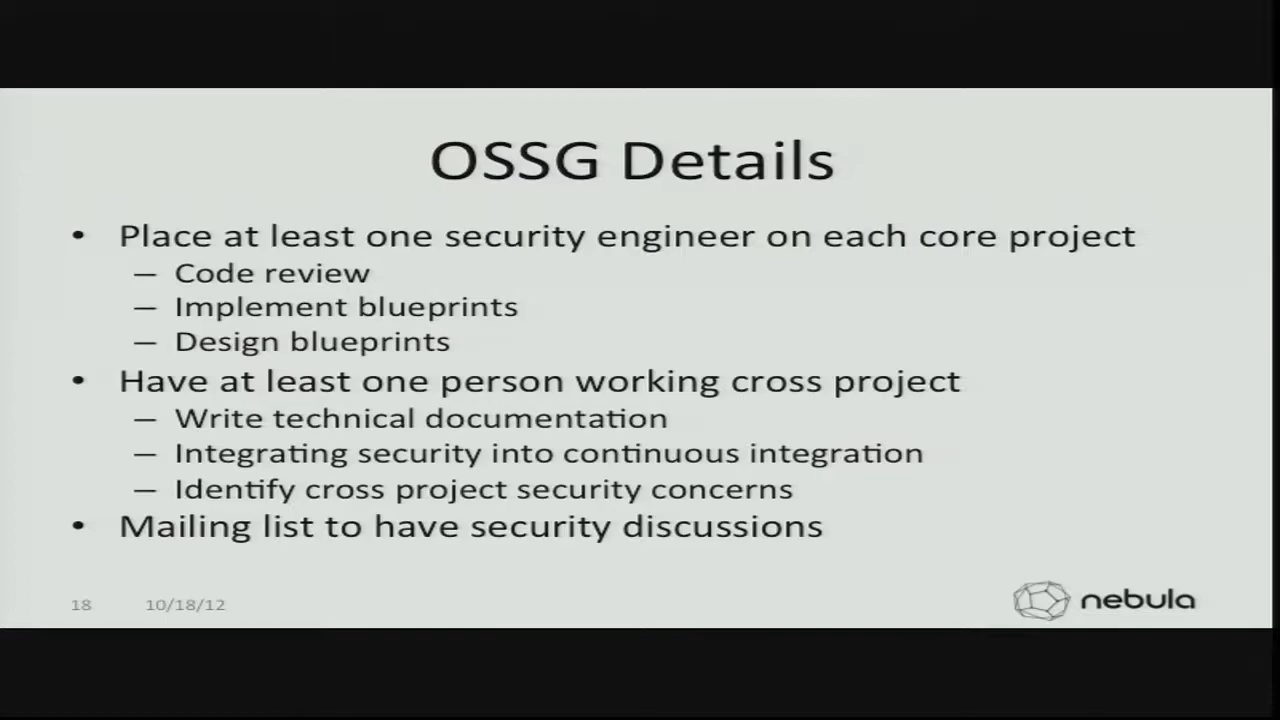 OSSG Details
• Place at least one security engineer on each core project
– Code review
– Implement blueprints
– Design blueprints
• Have at least one person working cross project
– Write technical documentation
– Integrating security into continuous integration
– Identify cross project security concerns
• Mailing list to have security discussions
18 10/18/12
nebula